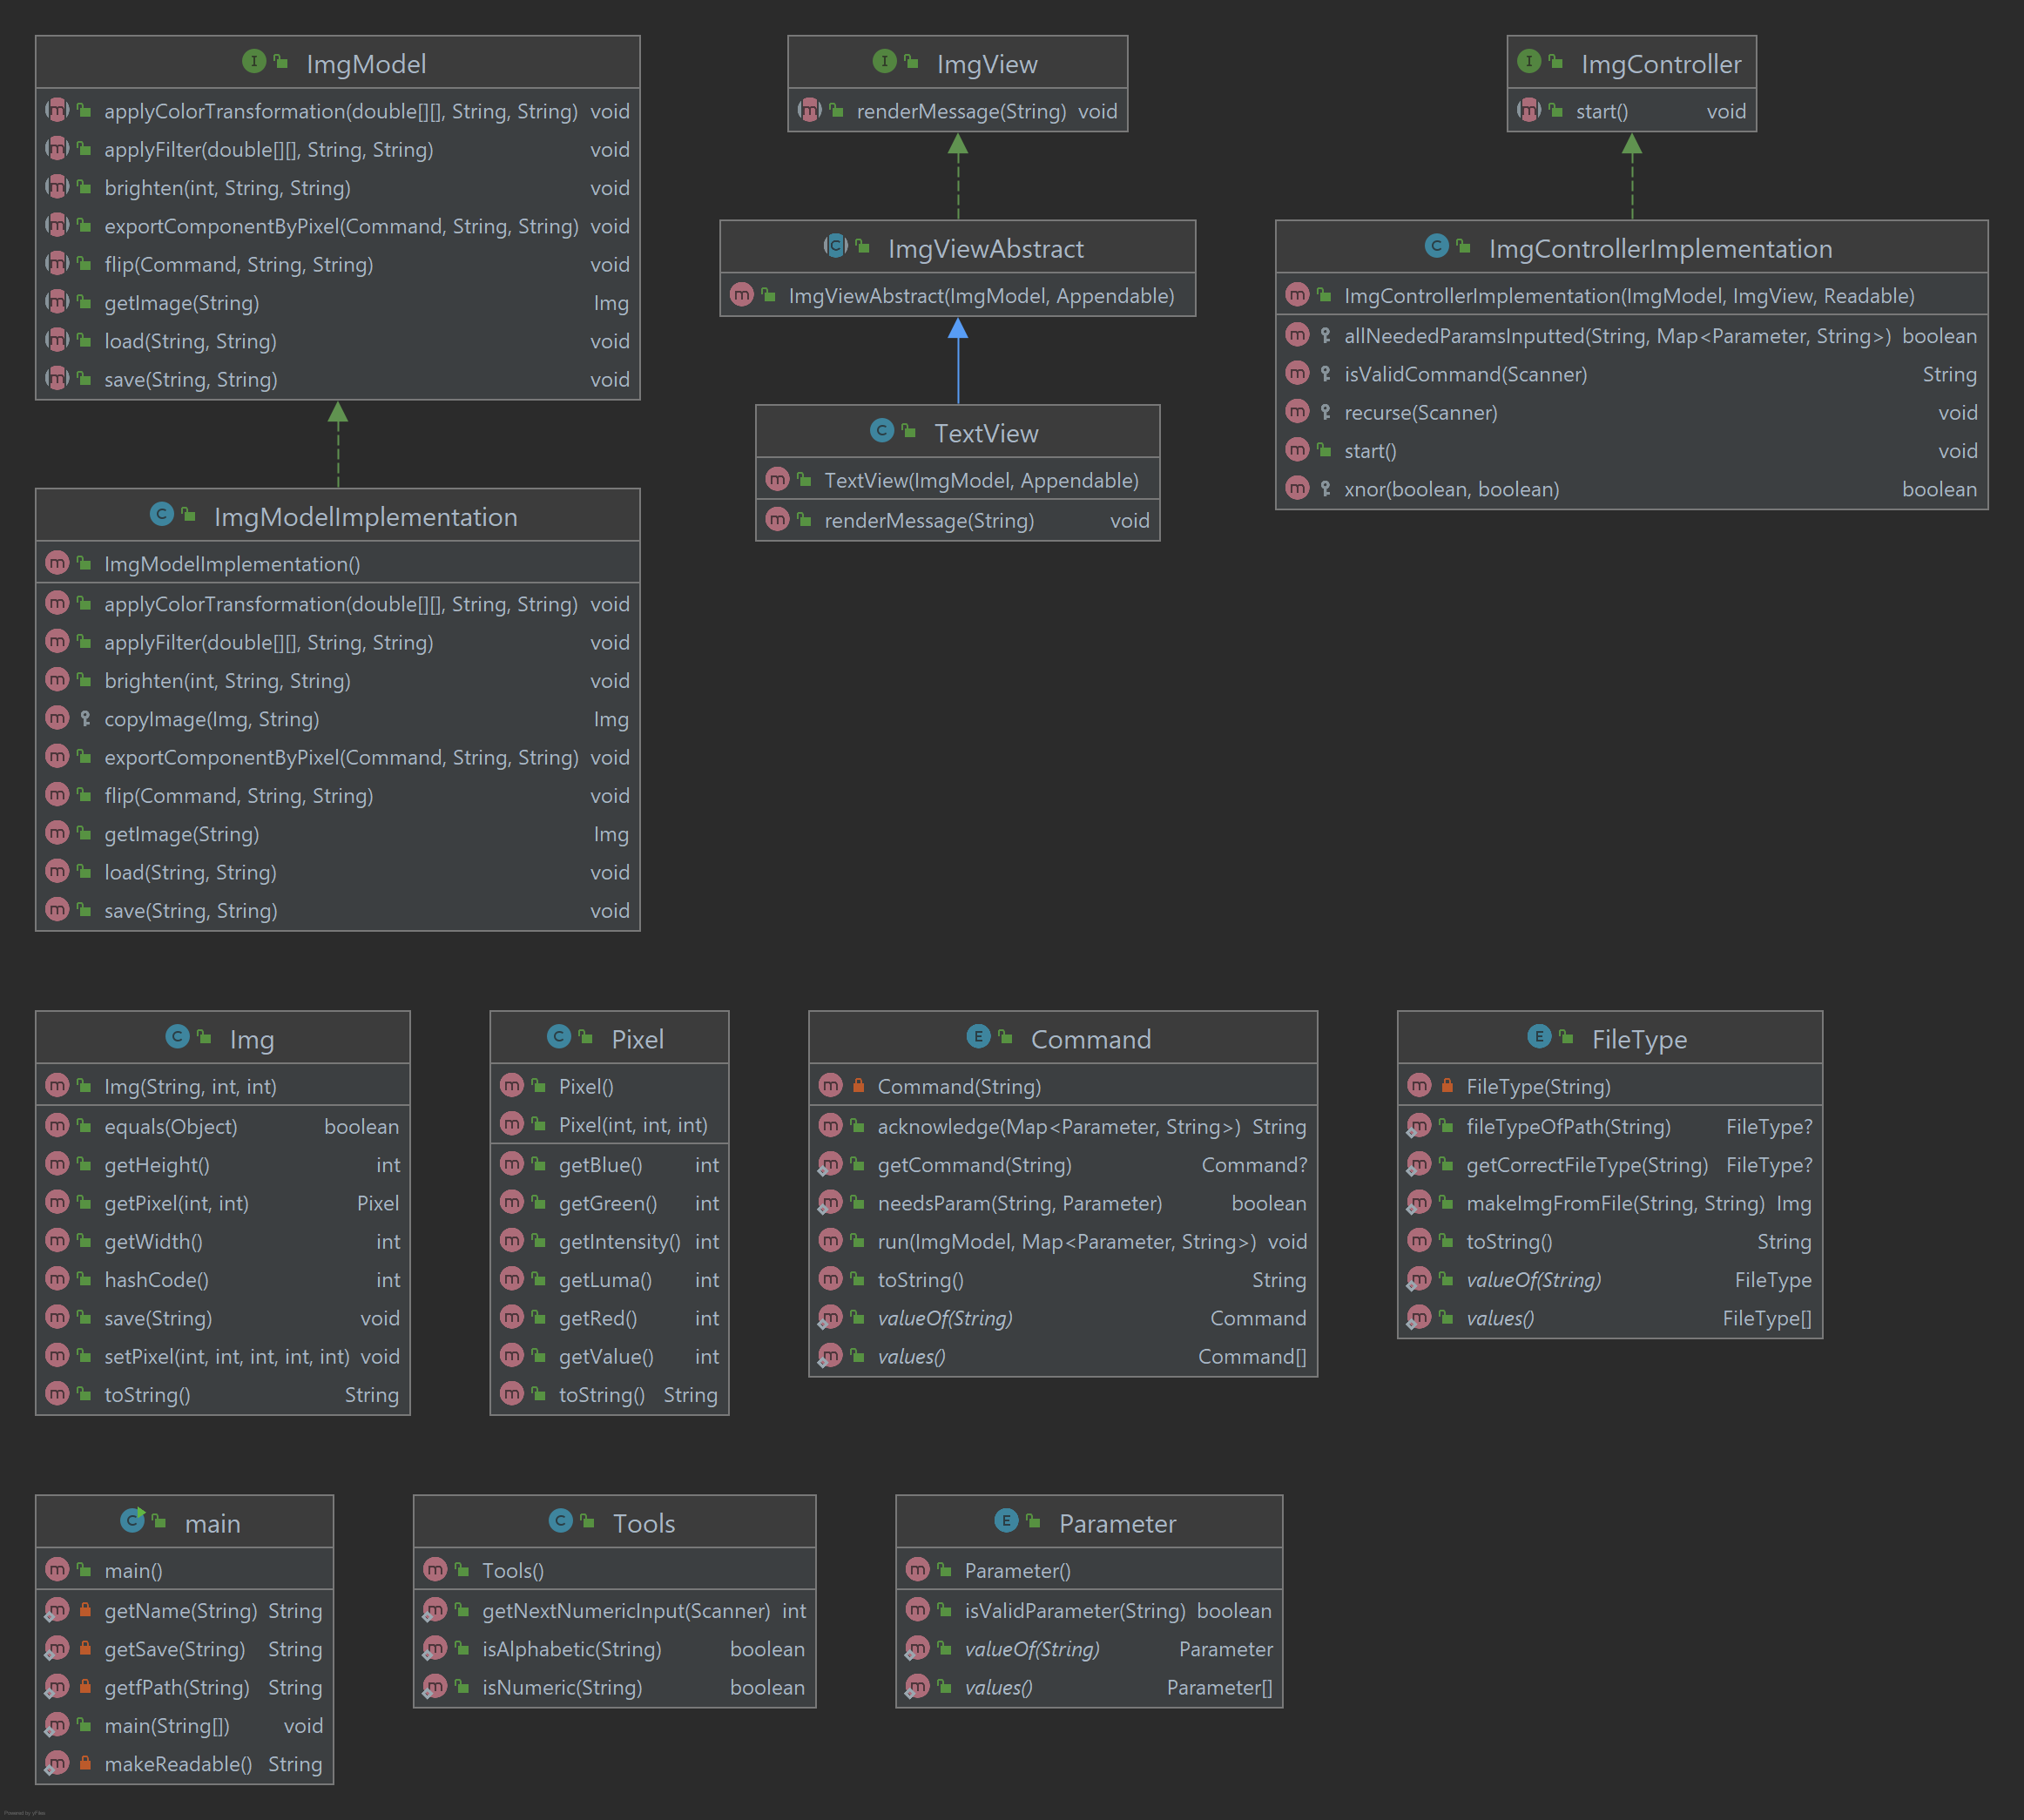 ImgModel
applyColorTransformation(double[][], String, String) void
applyFilter(double[][], String, String) void
brighten(int, String, String) void
exportComponentByPixel(Command, String, String) void
flip(Command, String, String) void
getImage(String) Img
load(String, String) void
save(String, String) void
ImgView
renderMessage(String) void
ImgController
start() void
ImgViewAbstract
ImgViewAbstract(ImgModel, Appendable)
ImgControllerImplementation
ImgControllerImplementation(ImgModel, ImgView, Readable)
allNeededParamsInputted(String, Map<Parameter, String>) boolean
isValidCommand(Scanner) String
recurse(Scanner) void
start() void
xnor(boolean, boolean) boolean
TextView
TextView(ImgModel, Appendable)
renderMessage(String) void
ImgModelImplementation
ImgModelImplementation()
applyColorTransformation(double[][], String, String) void
applyFilter(double[][], String, String) void
brighten(int, String, String) void
copyImage(Img, String) Img
exportComponentByPixel(Command, String, String) void
flip(Command, String, String) void
getImage(String) Img
load(String, String) void
save(String, String) void
Img
Img(String, int, int)
equals(Object) boolean
getHeight() int
getPixel(int, int) Pixel
getWidth() int
hashCode() int
save(String) void
setPixel(int, int, int, int, int) void
toString() String
Pixel
Pixel()
Pixel(int, int, int)
getBlue() int
getGreen() int
getIntensity() int
getLuma() int
getRed() int
getValue() int
toString() String
Command
Command(String)
acknowledge(Map<Parameter, String>) String
getCommand(String) Command?
needsParam(String, Parameter) boolean
run(ImgModel, Map<Parameter, String>) void
toString() String
valueOf(String) Command
values() Command[]
FileType
FileType(String)
fileTypeOfPath(String) FileType?
getCorrectFileType(String) FileType?
makeImgFromFile(String, String) Img
toString() String
valueOf(String) FileType
values() FileType[]
main
main()
getName(String) String
getSave(String) String
getfPath(String) String
main(String[]) void
makeReadable() String
Tools
Tools()
getNextNumericInput(Scanner) int
isAlphabetic(String) boolean
isNumeric(String) boolean
Parameter
Parameter()
isValidParameter(String) boolean
valueOf(String) Parameter
values() Parameter[]
Powered by yFiles